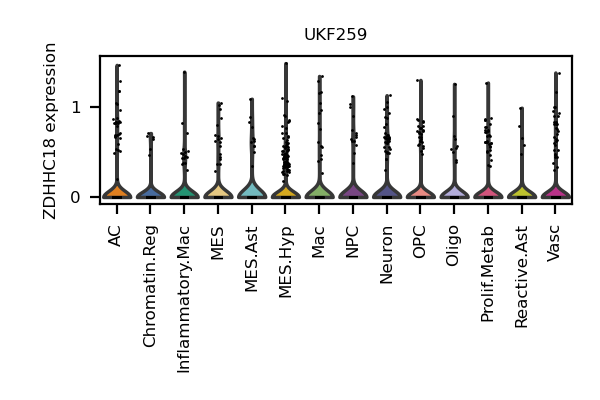 UKF259
ZDHHC18 expression
1
0
AC
Chromatin.Reg
Inflammatory.Mac
MES
MES.Ast
MES.Hyp
Mac
NPC
Neuron
OPC
Oligo
Prolif.Metab
Reactive.Ast
Vasc